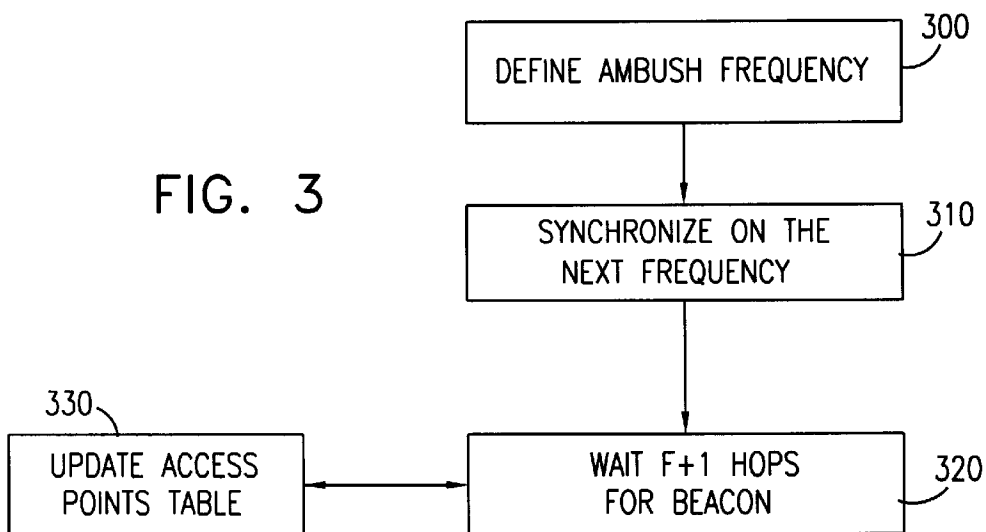 300
DEFINE AMBUSH FREQUENCY
FIG. 3
310
SYNCHRONIZE ON THE
NEXT FREQUENCY
330
UPDATE ACCESS
POINTS TABLE
WAIT F+1 HOPS
FOR BEACON
320